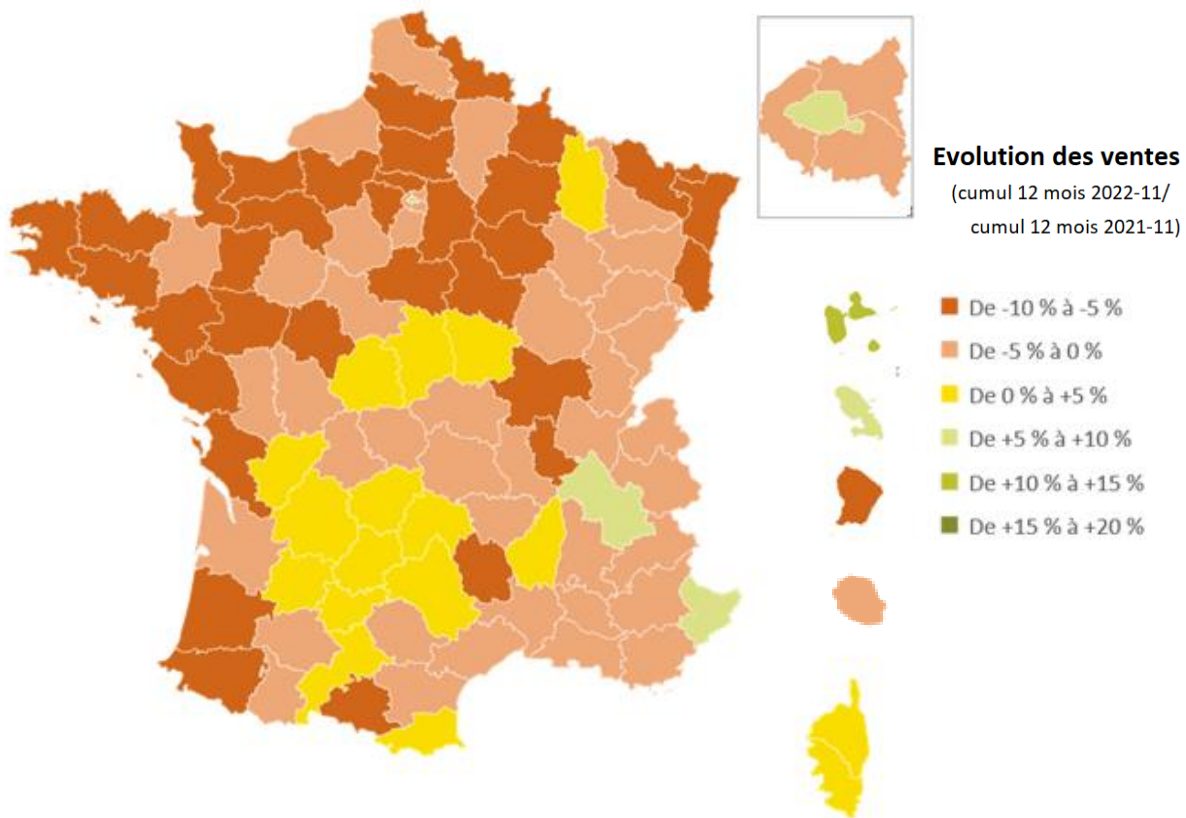 Evolution des ventes
(cumul 12 mois 2022-11/
cumul 12 mois 2021-11)
De -10 % à -5 %
De -5 % à 0 %
De 0 % à +5 %
De +5 % à +10 %
De +10 % à +15 %
De +15 % à +20 %